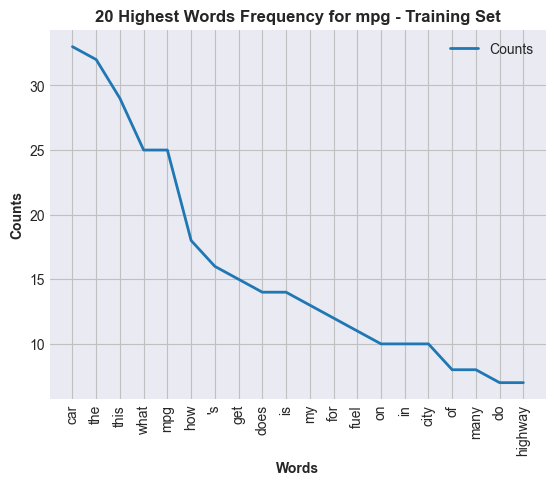 20 Highest Words Frequency for mpg - Training Set
Counts
Counts
30
25
20
15
10
car
the
this
what
mpg
how
's
get
does
is
my
for
fuel
on
in
city
of
many
do
highway
Words